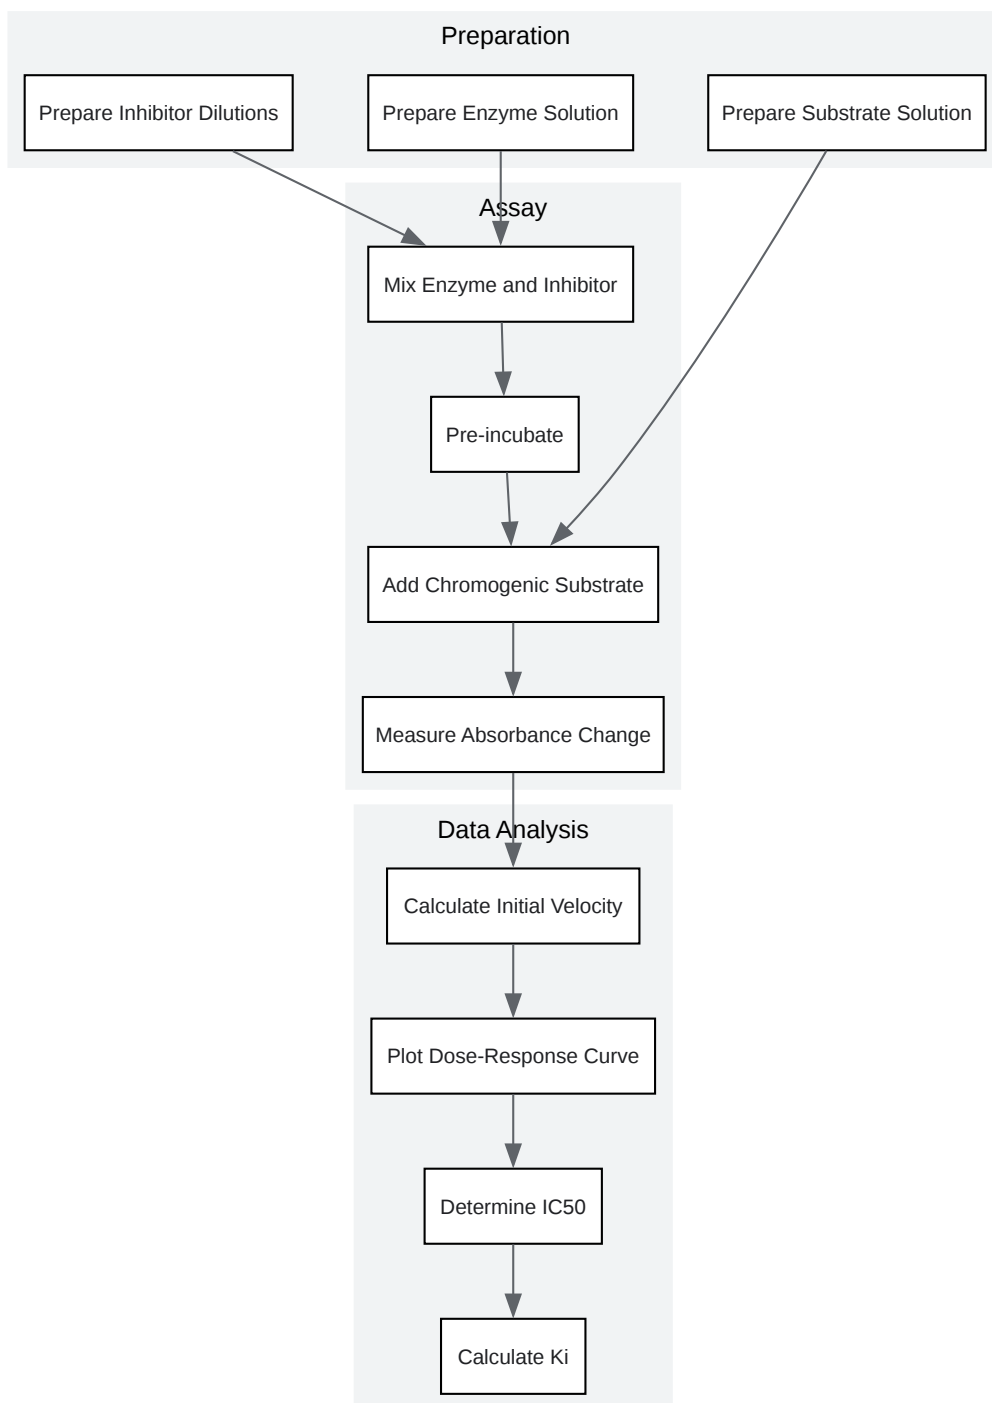 Preparation
Prepare Inhibitor Dilutions
Prepare Enzyme Solution
Prepare Substrate Solution
Assay
Mix Enzyme and Inhibitor
Pre-incubate
Add Chromogenic Substrate
Measure Absorbance Change
Data Analysis
Calculate Initial Velocity
Plot Dose-Response Curve
Determine IC50
Calculate Ki